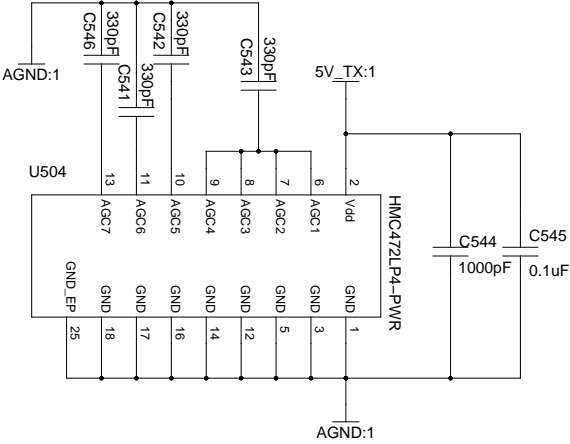 330pF
C546
330pF
C542
330pF
C541
330pF
C543
AGND:1
5V_TX:1
U504
13
11
10
9
8
7
6
2
AGC7
AGC6
AGC5
AGC4
AGC3
AGC2
AGC1
Vdd
HMC472LP4-PWR
C544
1000pF
C545
0.1uF
GND_EP
GND
GND
GND
GND
GND
GND
GND
GND
25
18
17
16
14
12
5
3
1
AGND:1